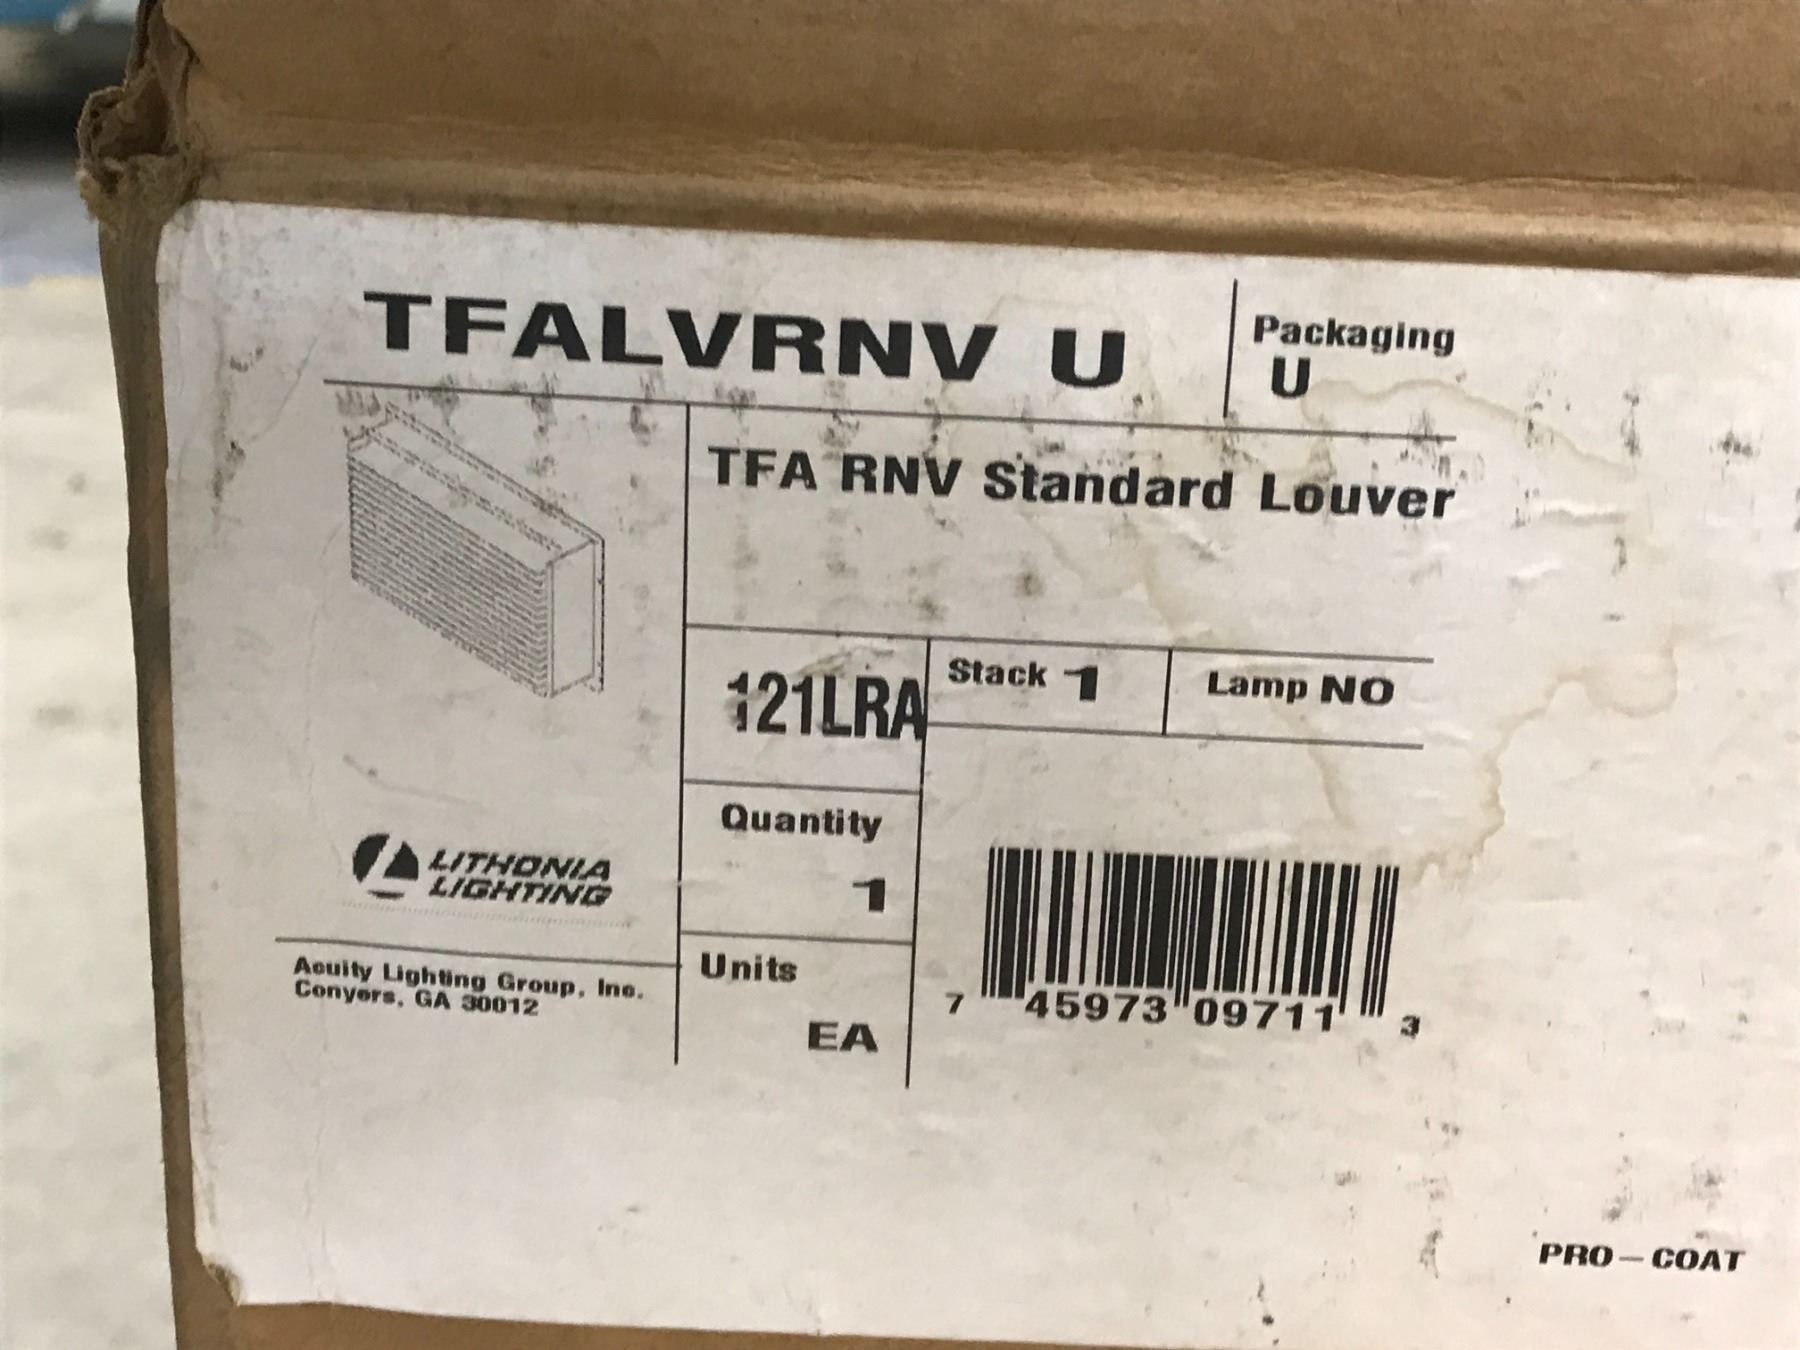 TFALVRNV U
Packaging
U
TFA RNV Standard Louver
121LRA
Stack 1
Lamp NO
Quantity
1
LITHONIA
LIGHTING
Units
EA
Acuity Lighting Group, Inc.
Conyers, GA 30012
7 45973 09711 3
PRO-COAT